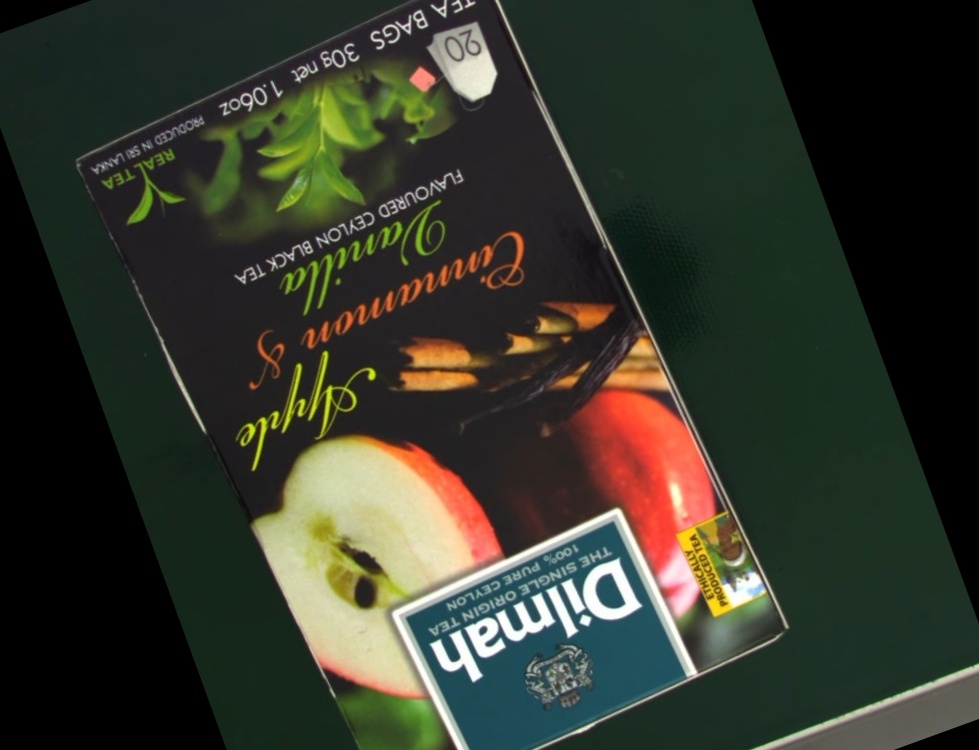 Dilmah
THE SINGLE ORIGIN TEA
100% PURE CEYLON
ETHICALLY
PRODUCED TEA
Apple
Cinnamon &
Vanilla
FLAVOURED CEYLON BLACK TEA
REAL TEA
PRODUCED IN SRI LANKA
20
TEA BAGS 30g net 1.06oz